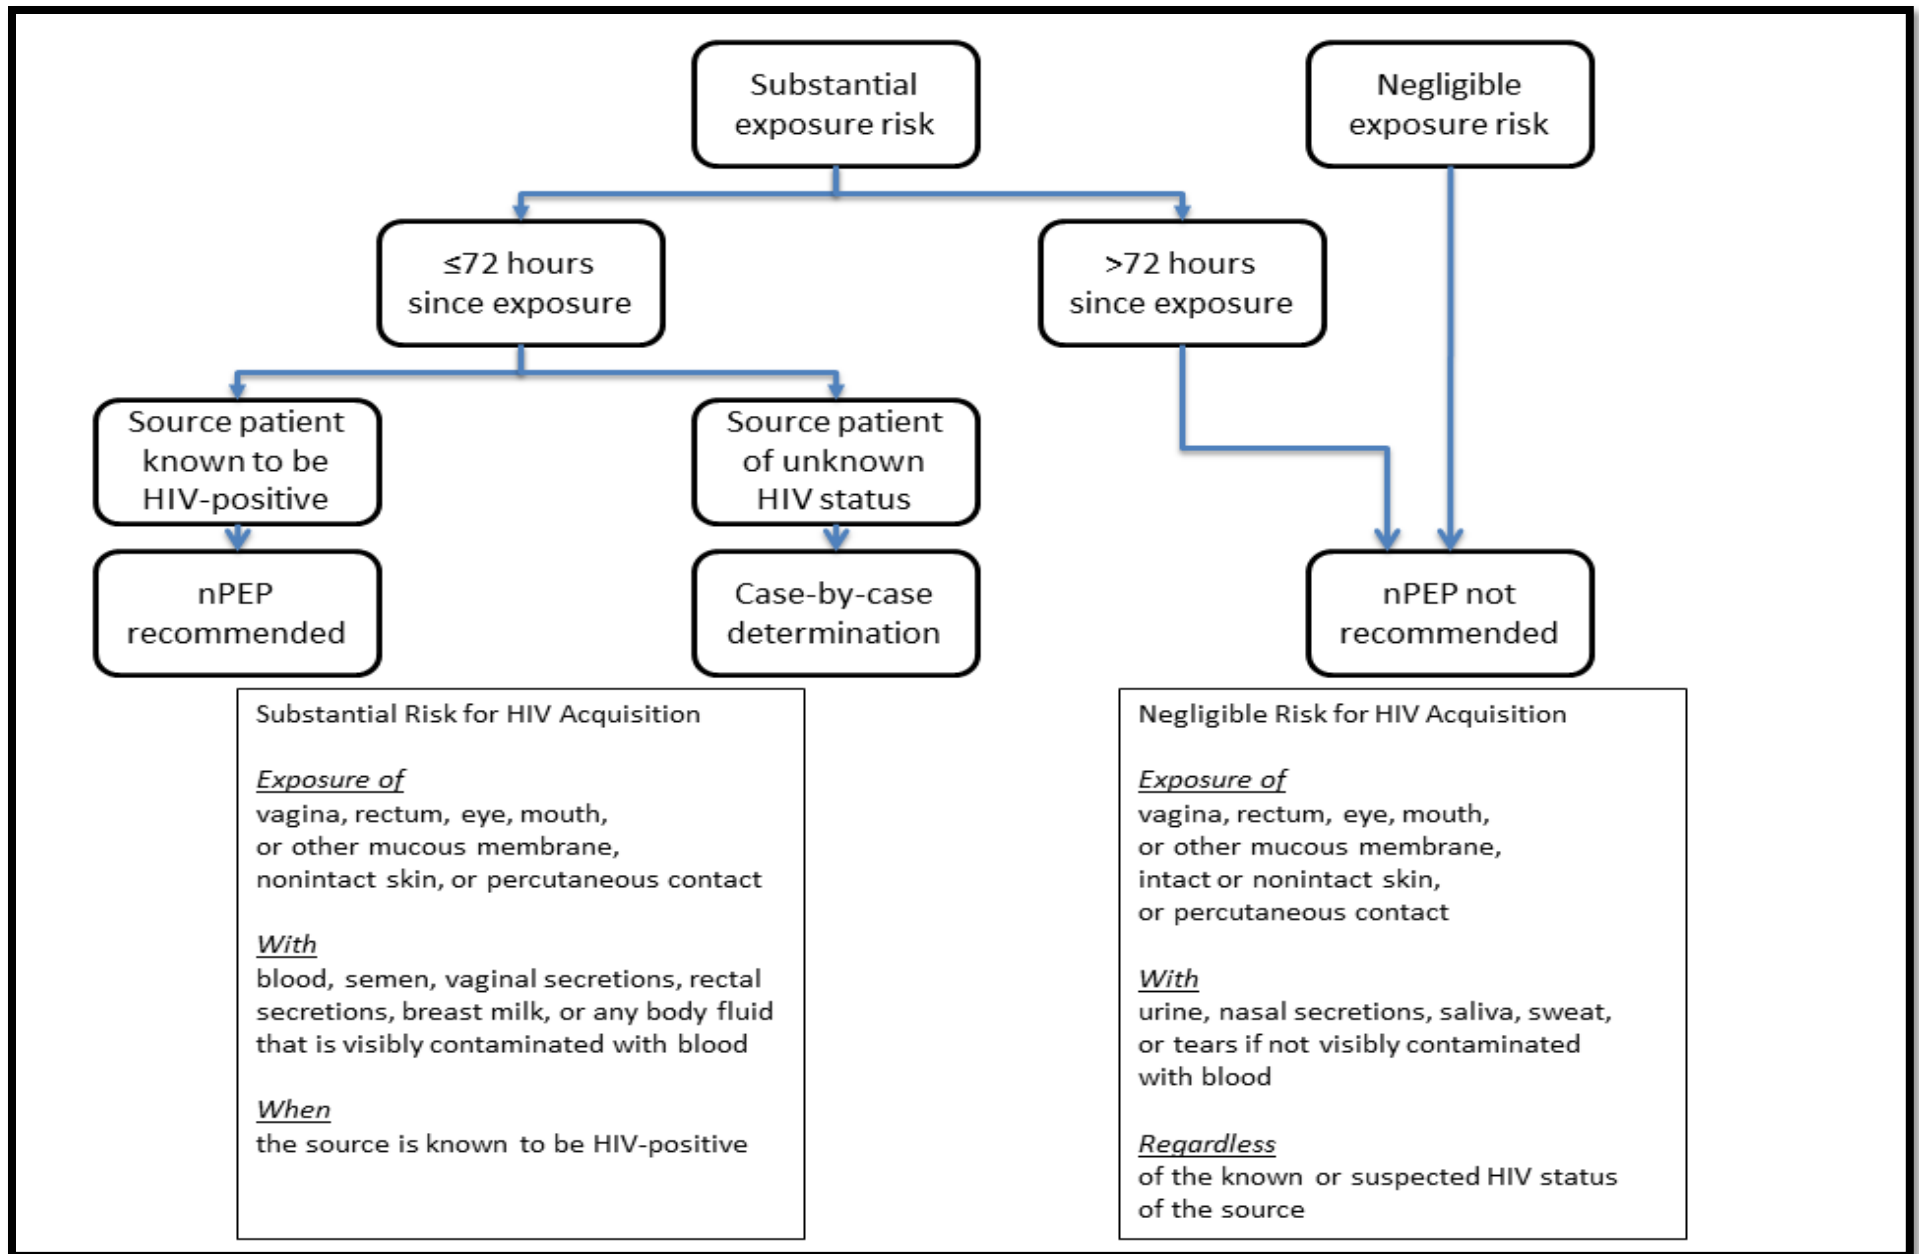 Substantial
exposure risk
Negligible
exposure risk
≤72 hours
since exposure
>72 hours
since exposure
Source patient
known to be
HIV-positive
Source patient
of unknown
HIV status
nPEP
recommended
Case-by-case
determination
nPEP not
recommended
Substantial Risk for HIV Acquisition
Exposure of
vagina, rectum, eye, mouth,
or other mucous membrane,
nonintact skin, or percutaneous contact
With
blood, semen, vaginal secretions, rectal
secretions, breast milk, or any body fluid
that is visibly contaminated with blood
When
the source is known to be HIV-positive
Negligible Risk for HIV Acquisition
Exposure of
vagina, rectum, eye, mouth,
or other mucous membrane,
intact or nonintact skin,
or percutaneous contact
With
urine, nasal secretions, saliva, sweat,
or tears if not visibly contaminated
with blood
Regardless
of the known or suspected HIV status
of the source